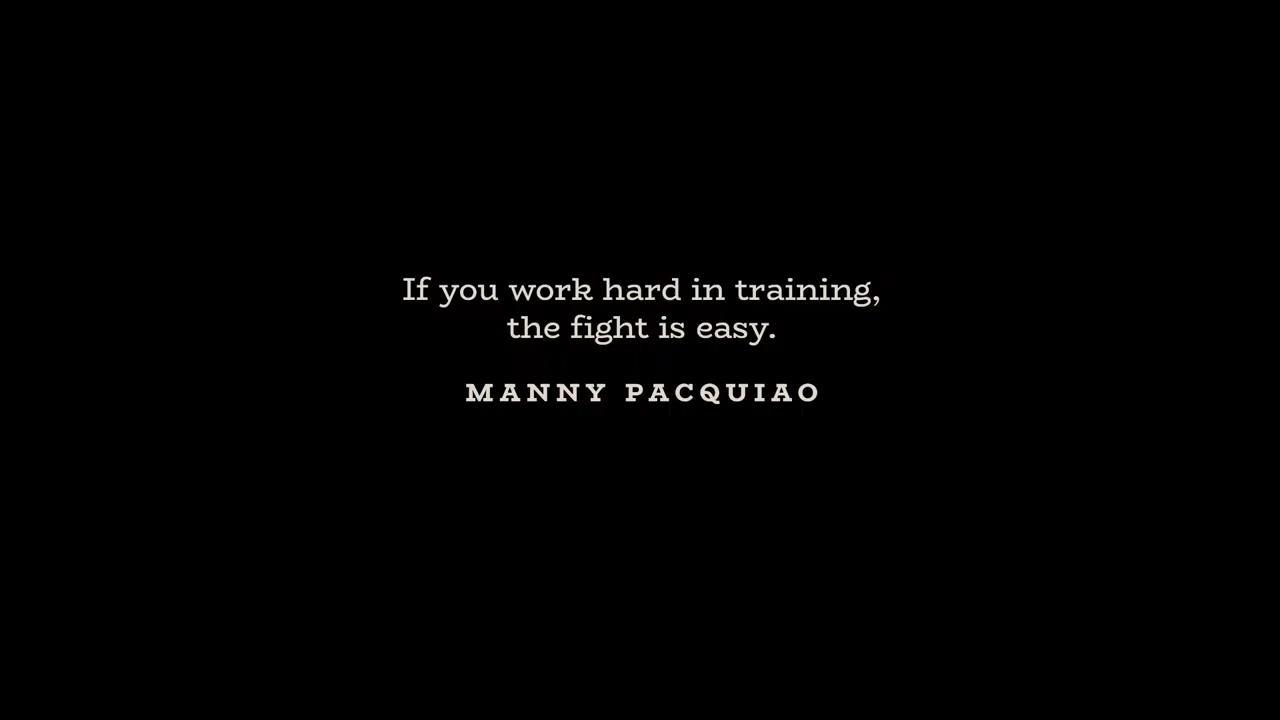 If you work hard in training,
the fight is easy.
MANNY PACQUIAO